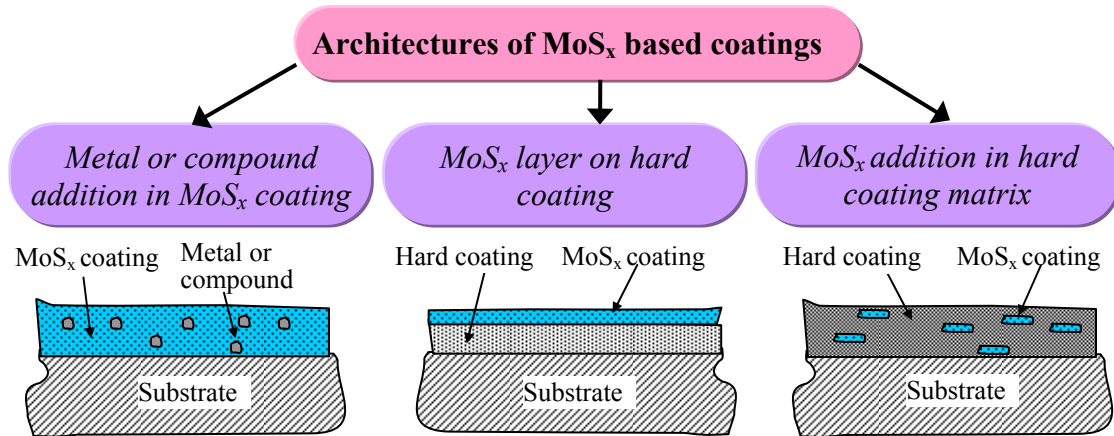 Architectures of MoSx based coatings
Metal or compound
addition in MoSx coating
MoSx layer on hard
coating
MoSx addition in hard
coating matrix
MoSx coating
Metal or
compound
Substrate
Hard coating
MoSx coating
Substrate
Hard coating
MoSx coating
Substrate